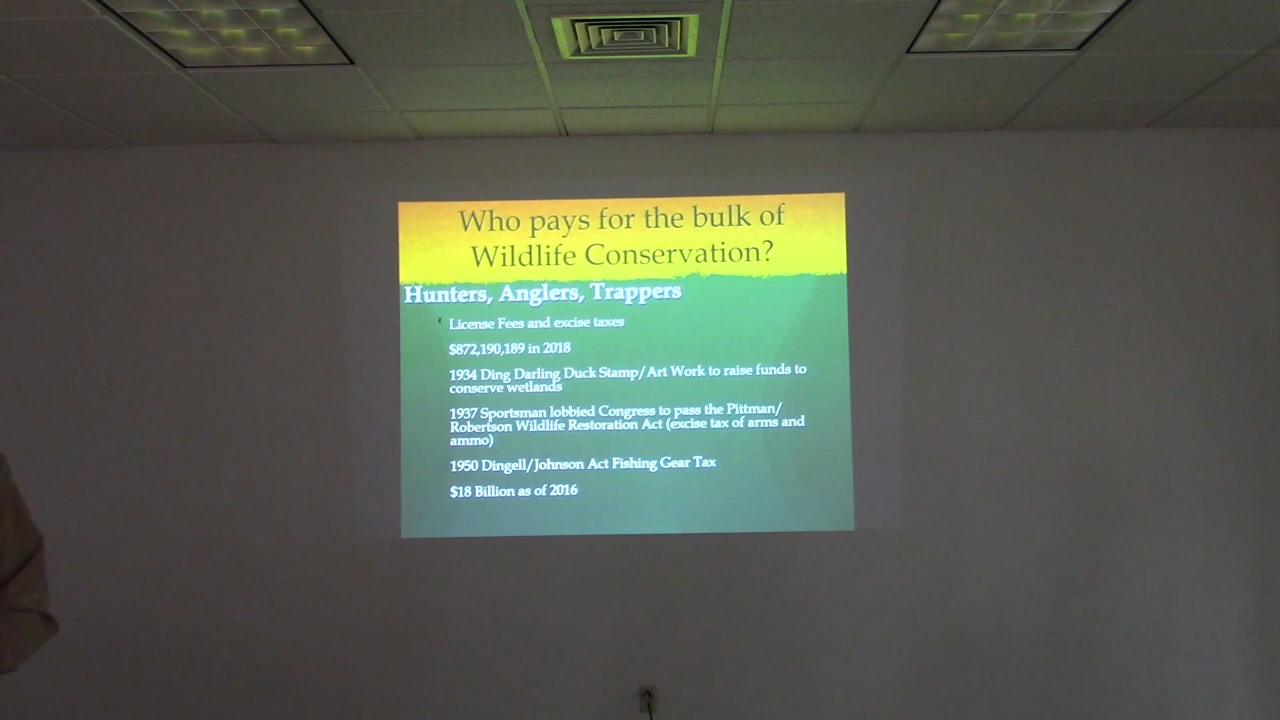 Who pays for the bulk of
Wildlife Conservation?
Hunters, Anglers, Trappers
License Fees and excise taxes
$872,190,189 in 2018
1934 Ding Darling Duck Stamp/Art Work to raise funds to
conserve wetlands
1937 Sportsman lobbied Congress to pass the Pittman/
Robertson Wildlife Restoration Act (excise tax of arms and
ammo)
1950 Dingell/Johnson Act Fishing Gear Tax
$18 Billion as of 2016